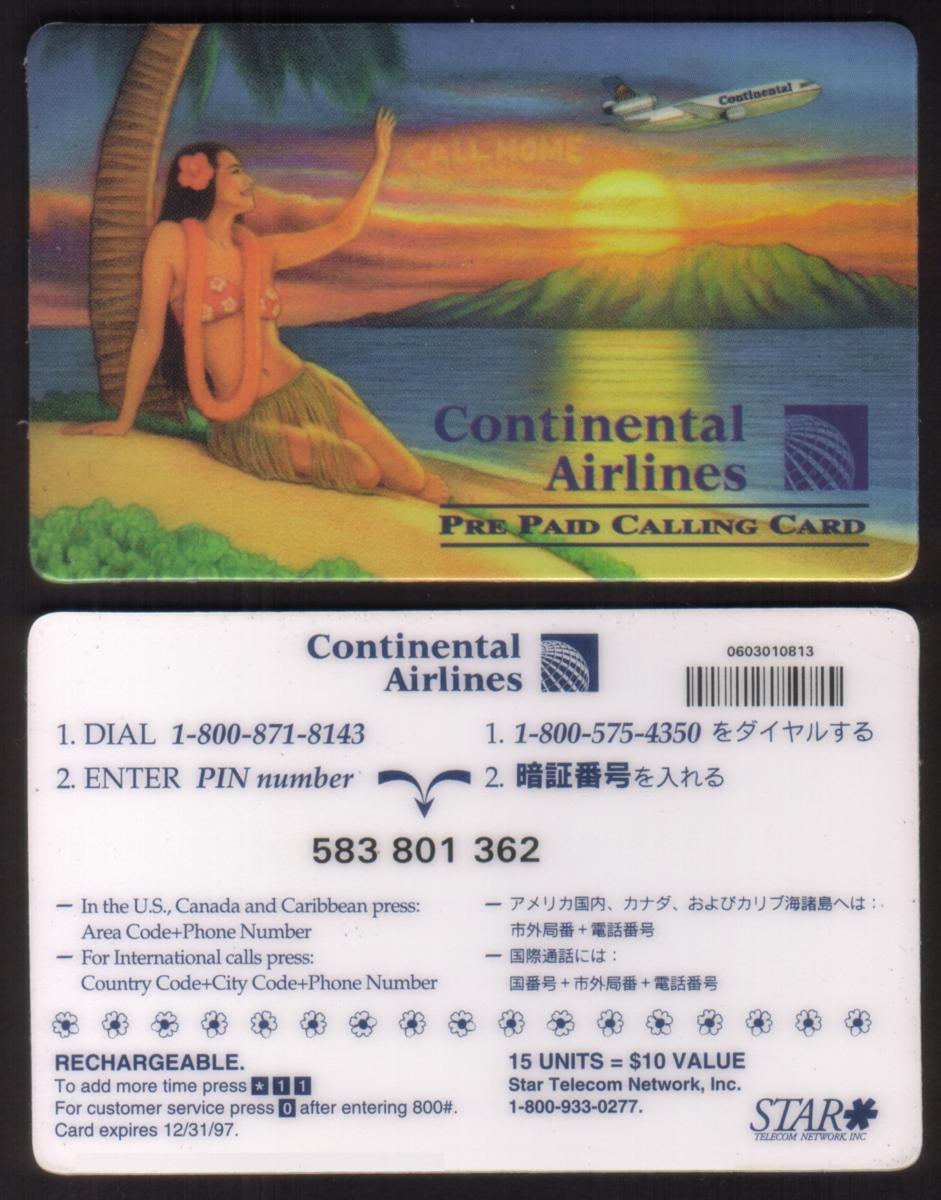 CALL HOME
Continental
Continental
Airlines
PRE PAID CALLING CARD
Continental
Airlines
0603010813
1. DIAL 1-800-871-8143
2. ENTER PIN number
1. 1-800-575-4350 をダイヤルする
2. 暗証番号を入れる
583 801 362
– In the U.S., Canada and Caribbean press:
Area Code+Phone Number
– For International calls press:
Country Code+City Code+Phone Number
– アメリカ国内、カナダ、およびカリブ海諸島へは：
市外局番＋電話番号
– 国際通話には：
国番号＋市外局番＋電話番号
RECHARGEABLE.
To add more time press * 1 1
For customer service press 0 after entering 800#.
Card expires 12/31/97.
15 UNITS = $10 VALUE
Star Telecom Network, Inc.
1-800-933-0277.
STAR*
TELECOM NETWORK, INC